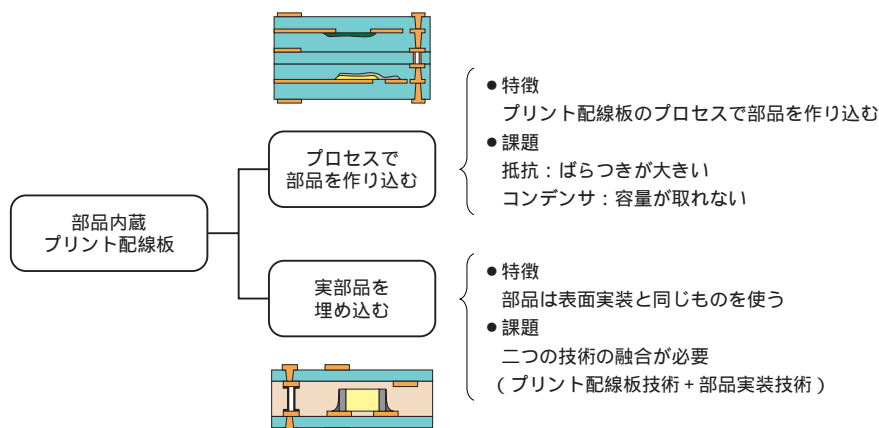 部品内蔵
プリント配線板
プロセスで
部品を作り込む
●特徴
プリント配線板のプロセスで部品を作り込む
●課題
抵抗：ばらつきが大きい
コンデンサ：容量が取れない
実部品を
埋め込む
●特徴
部品は表面実装と同じものを使う
●課題
二つの技術の融合が必要
（プリント配線板技術＋部品実装技術）